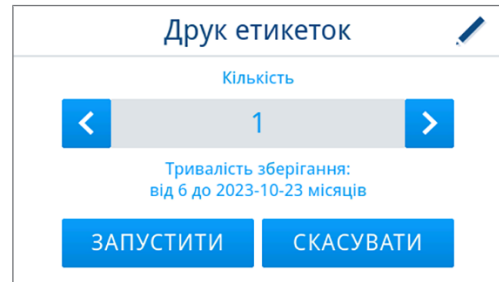 Друк етикеток
Кількість
1
Тривалість зберігання:
від 6 до 2023-10-23 місяців
ЗАПУСТИТИ
СКАСУВАТИ